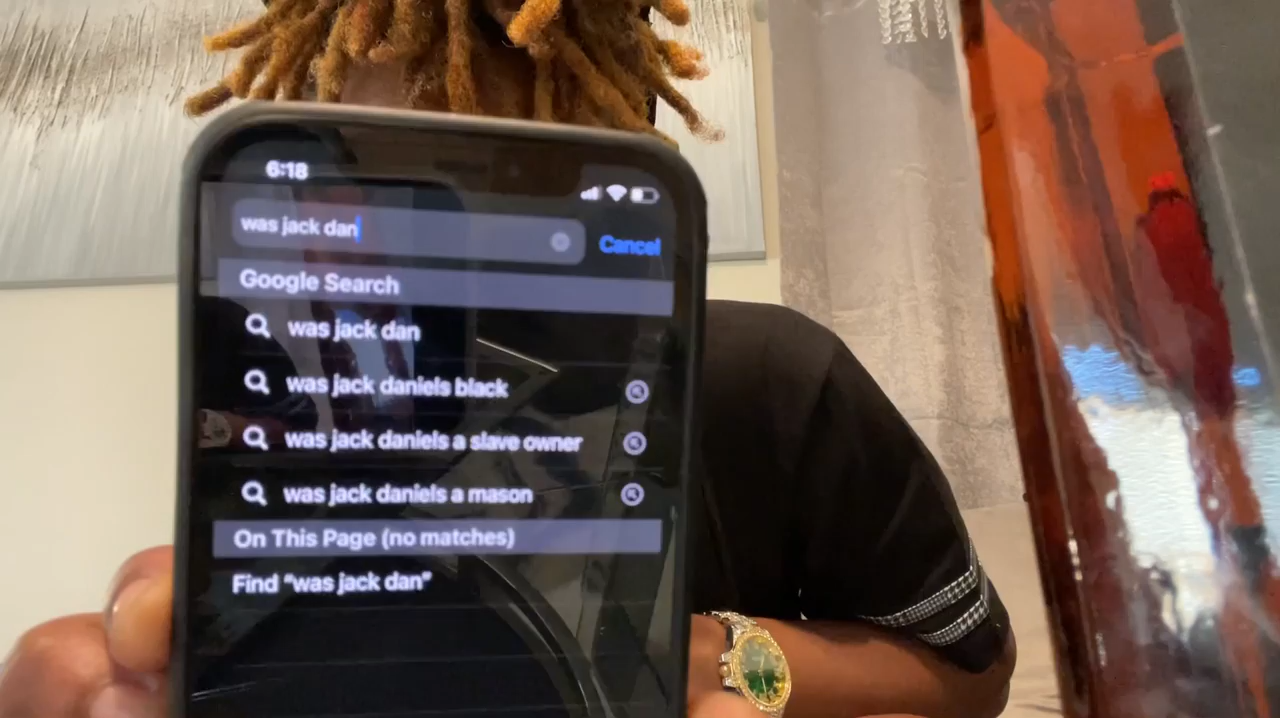 6:18
was jack dan
Cancel
Google Search
was jack dan
was jack daniels black
was jack daniels a slave owner
was jack daniels a mason
On This Page (no matches)
Find “was jack dan”